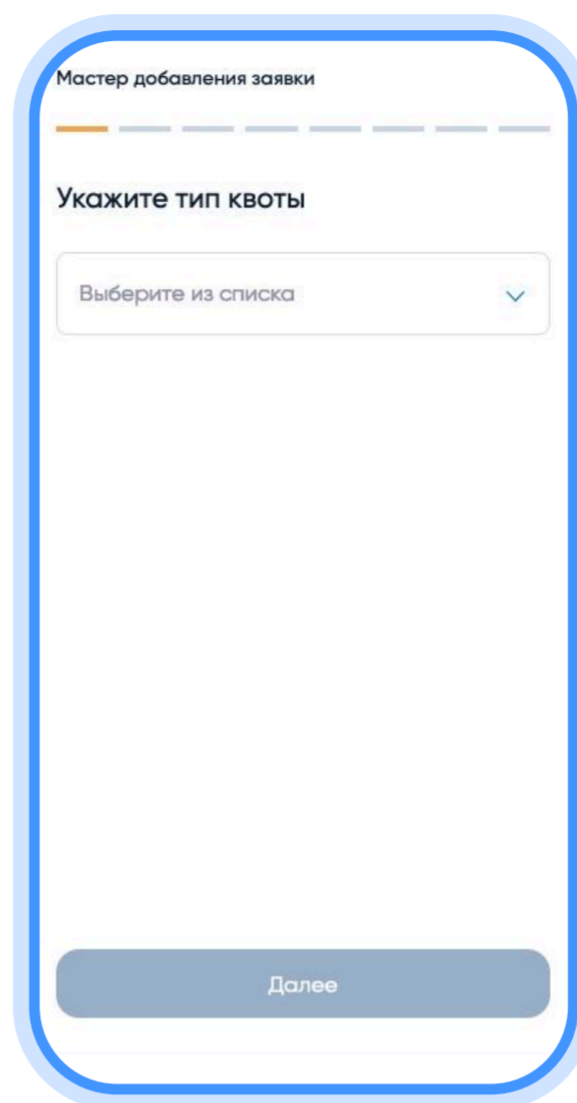 Мастер добавления заявки
Укажите тип квоты
Выберите из списка
Далее